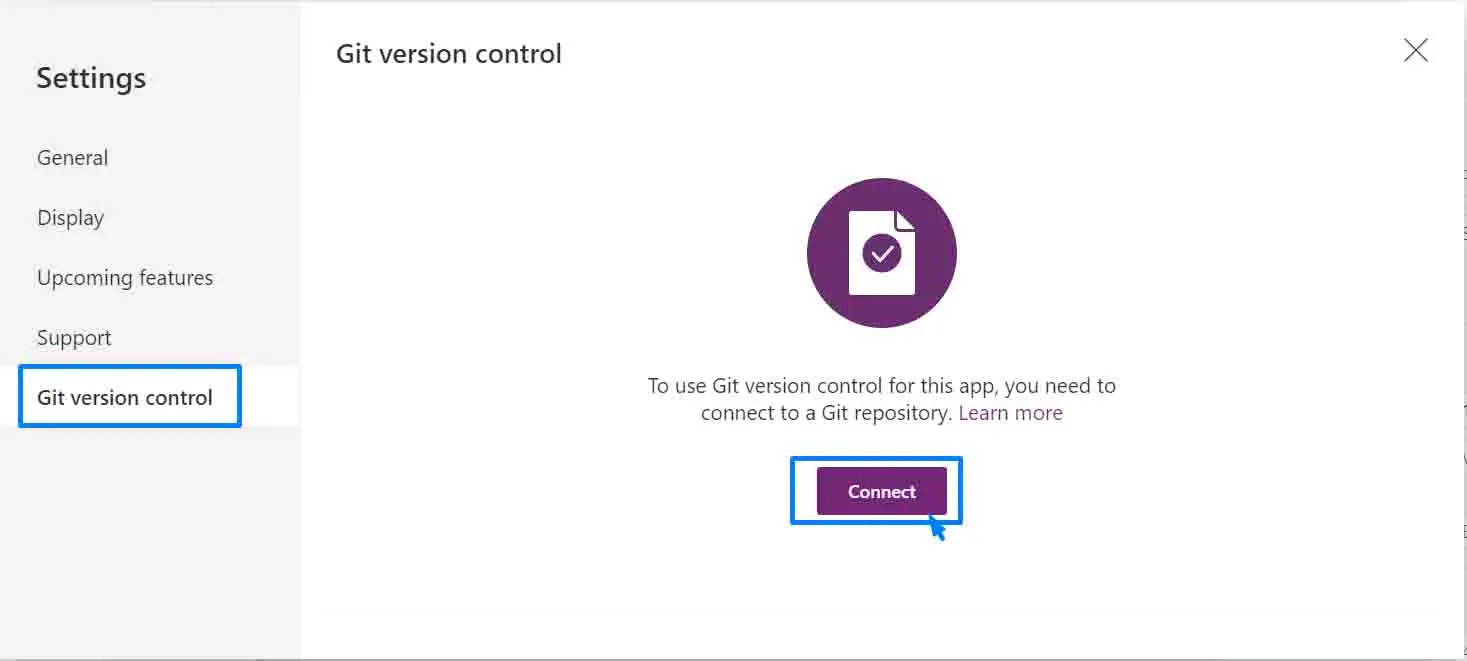 Settings
General
Display
Upcoming features
Support
Git version control
Git version control
To use Git version control for this app, you need to
connect to a Git repository. Learn more
Connect